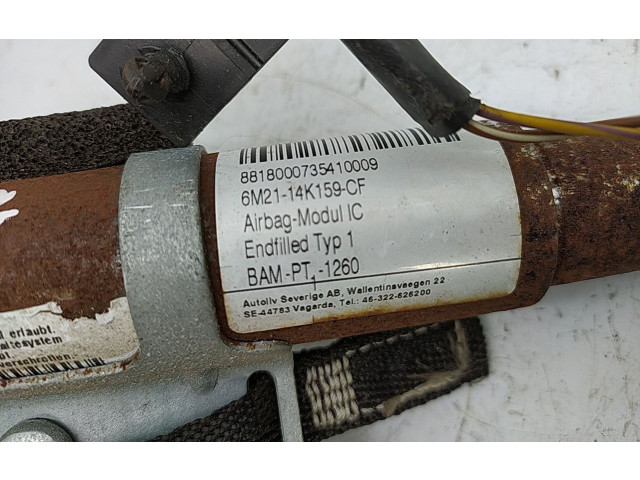 8818000735410009
6M21-14K159-CF
Airbag-Modul IC
Endfilled Typ 1
BAM-PT.-1260
Autoliv Severige AB, Wallentinsvaegen 22
SE-44783 Vagarda, Tel.: 46-322-626200
erlaubt.
verschrotten.